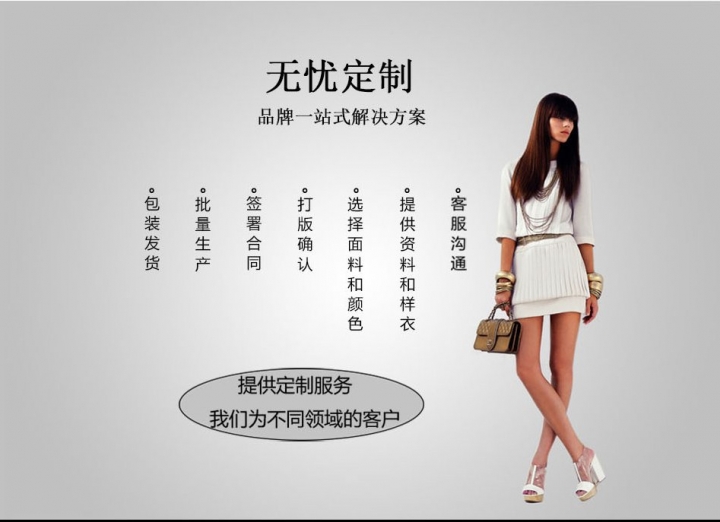 无忧定制
品牌一站式解决方案
客服沟通
提供资料和样衣
选择面料和颜色
打版确认
签署合同
批量生产
包装发货
提供定制服务
我们为不同领域的客户